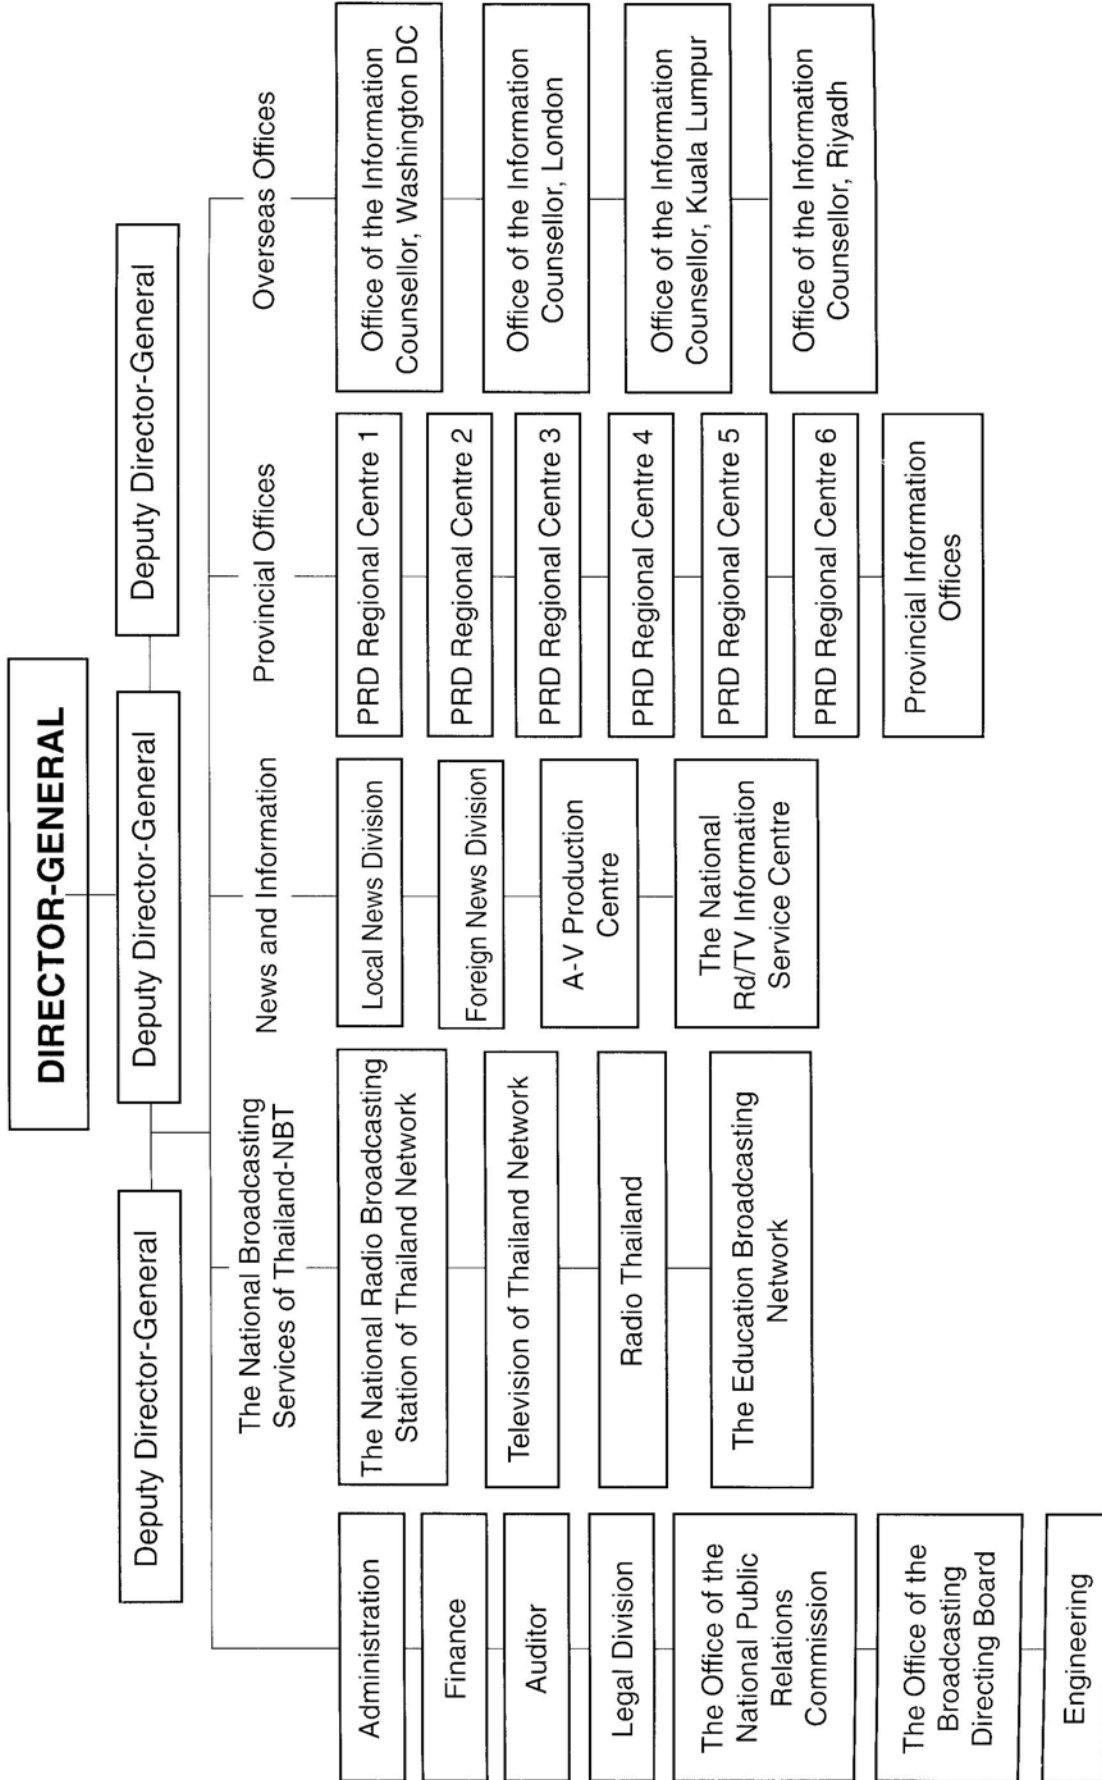 DIRECTOR-GENERAL
Deputy Director-General
Deputy Director-General
Deputy Director-General
Administration
Finance
Auditor
Legal Division
The Office of the
National Public
Relations
Commission
The Office of the
Broadcasting
Directing Board
Engineering
The National Broadcasting
Services of Thailand-NBT
The National Radio Broadcasting
Station of Thailand Network
Television of Thailand Network
Radio Thailand
The Education Broadcasting
Network
News and Information
Local News Division
Foreign News Division
A-V Production
Centre
The National
Rd/TV Information
Service Centre
Provincial Offices
PRD Regional Centre 1
PRD Regional Centre 2
PRD Regional Centre 3
PRD Regional Centre 4
PRD Regional Centre 5
PRD Regional Centre 6
Provincial Information
Offices
Overseas Offices
Office of the Information
Counsellor, Washington DC
Office of the Information
Counsellor, London
Office of the Information
Counsellor, Kuala Lumpur
Office of the Information
Counsellor, Riyadh